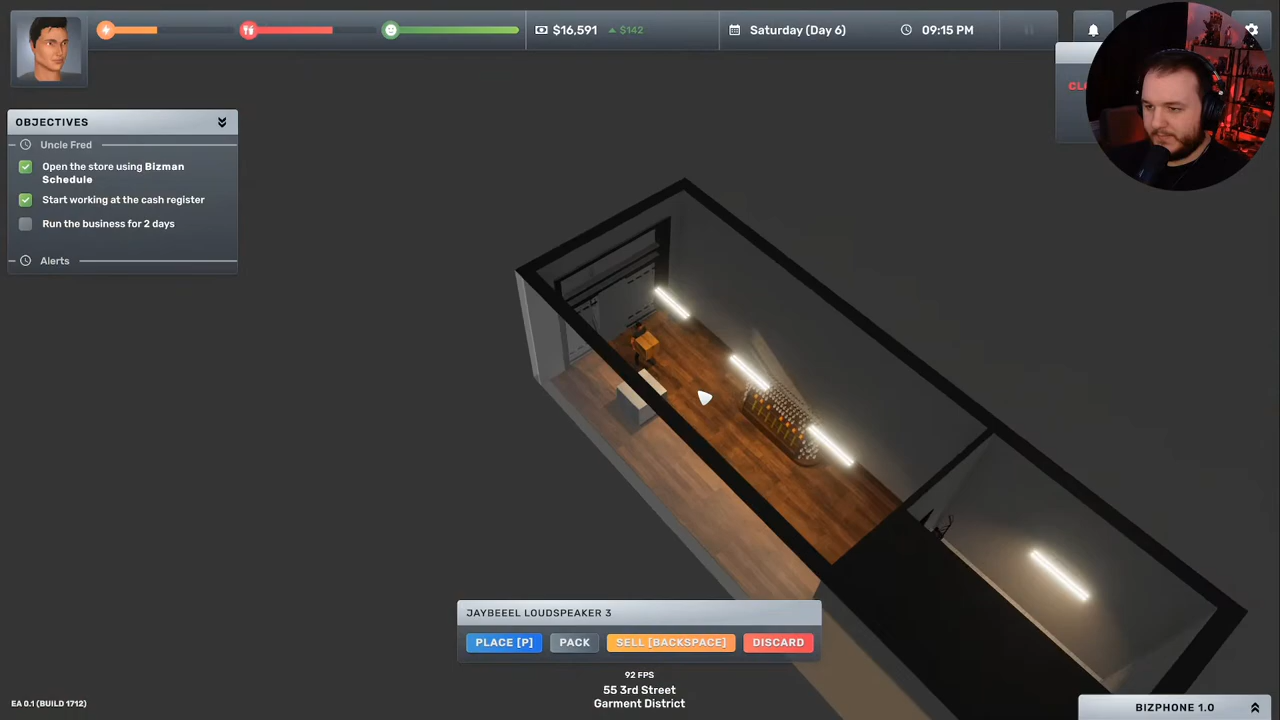 $16,591
$142
Saturday (Day 6)
09:15 PM
OBJECTIVES
Uncle Fred
Open the store using Bizman
Schedule
Start working at the cash register
Run the business for 2 days
Alerts
JAYBEEEL LOUDSPEAKER 3
PLACE [P]
PACK
SELL [BACKSPACE]
DISCARD
92 FPS
55 3rd Street
Garment District
EA 0.1 (BUILD 1712)
BIZPHONE 1.0